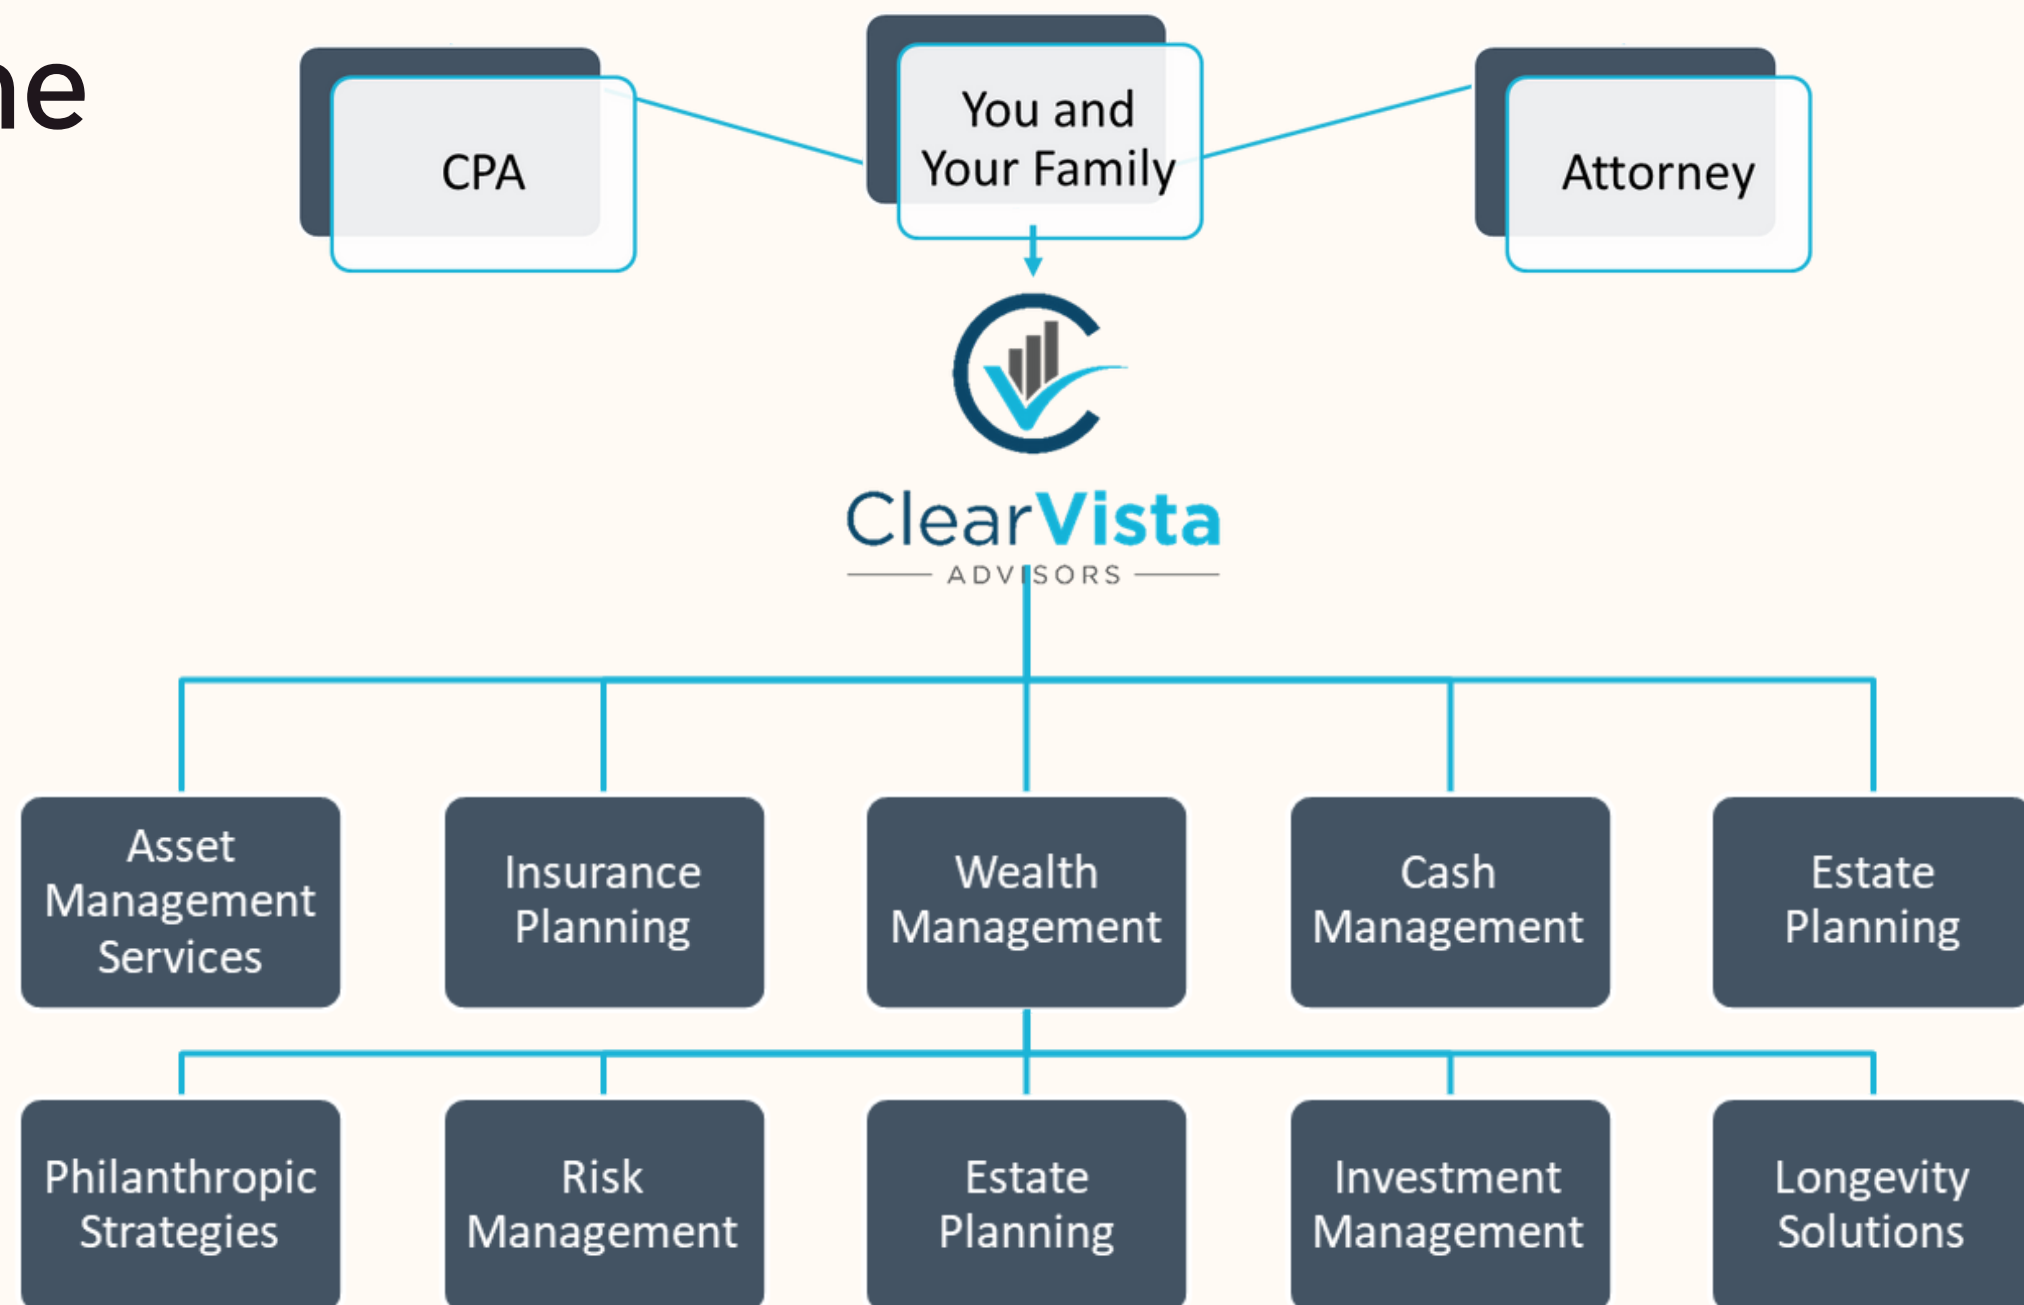 CPA
You and
Your Family
Attorney
ClearVista
ADVISORS
Asset
Management
Services
Insurance
Planning
Wealth
Management
Cash
Management
Estate
Planning
Philanthropic
Strategies
Risk
Management
Estate
Planning
Investment
Management
Longevity
Solutions